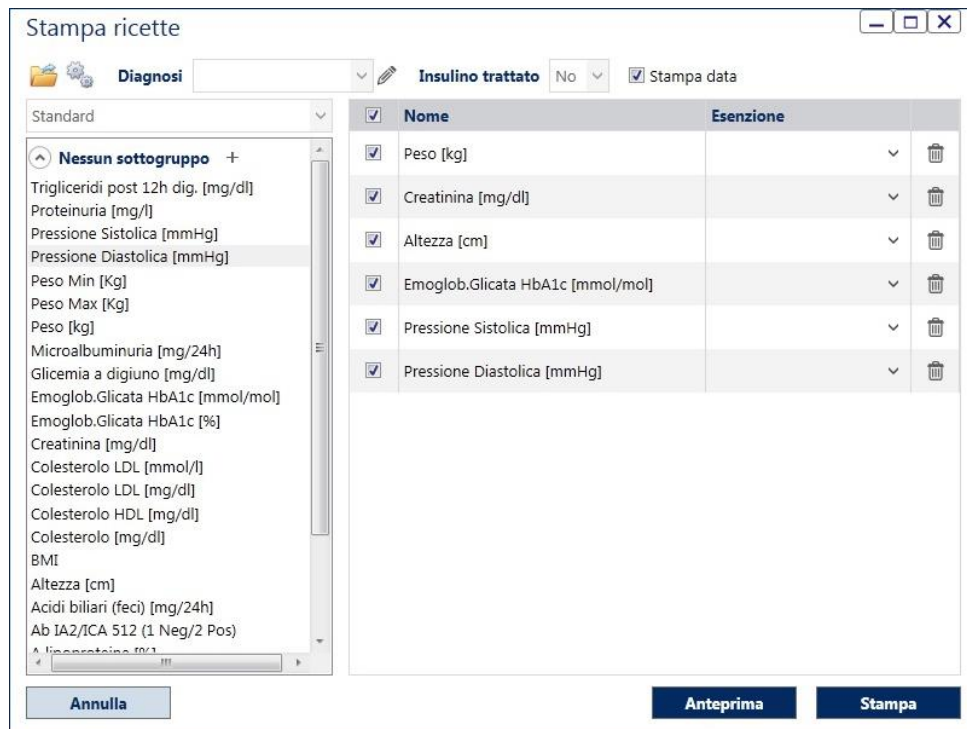 Stampa ricette
Diagnosi
Insulino trattato No
Stampa data
Standard
Nessun sottogruppo +
Trigliceridi post 12h dig. [mg/dl]
Proteinuria [mg/l]
Pressione Sistolica [mmHg]
Pressione Diastolica [mmHg]
Peso Min [Kg]
Peso Max [Kg]
Peso [kg]
Microalbuminuria [mg/24h]
Glicemia a digiuno [mg/dl]
Emoglob.Glicata HbA1c [mmol/mol]
Emoglob.Glicata HbA1c [%]
Creatinina [mg/dl]
Colesterolo LDL [mmol/l]
Colesterolo LDL [mg/dl]
Colesterolo HDL [mg/dl]
Colesterolo [mg/dl]
BMI
Altezza [cm]
Acidi biliari (feci) [mg/24h]
Ab IA2/ICA 512 (1 Neg/2 Pos)
Nome Esenzione
Peso [kg]
Creatinina [mg/dl]
Altezza [cm]
Emoglob.Glicata HbA1c [mmol/mol]
Pressione Sistolica [mmHg]
Pressione Diastolica [mmHg]
Annulla
Anteprima
Stampa